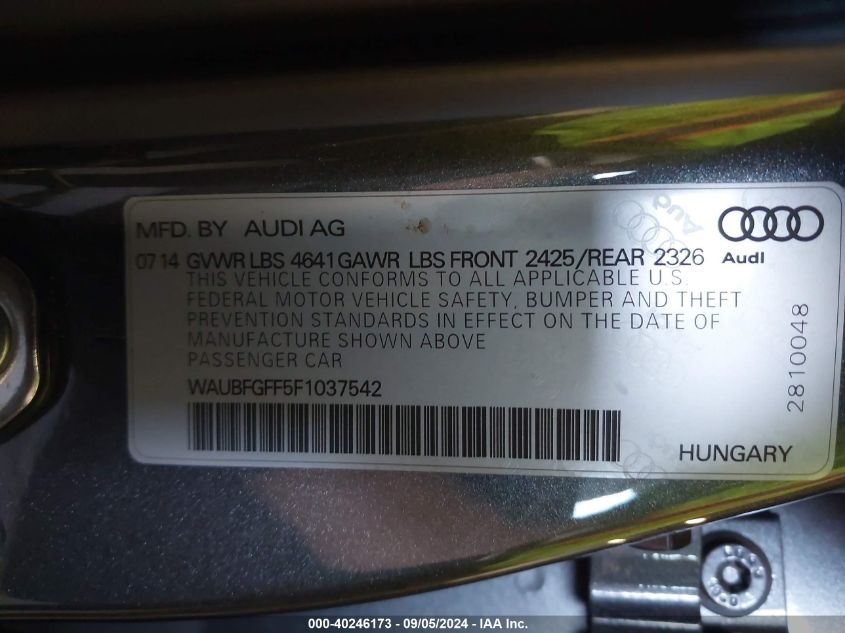 MFD. BY AUDI AG
07 14 GVWR LBS 4641 GAWR LBS FRONT 2425/REAR 2326
Audi
THIS VEHICLE CONFORMS TO ALL APPLICABLE U.S.
FEDERAL MOTOR VEHICLE SAFETY, BUMPER AND THEFT
PREVENTION STANDARDS IN EFFECT ON THE DATE OF
MANUFACTURE SHOWN ABOVE
PASSENGER CAR
WAUBFGFF5F1037542
2810048
HUNGARY
Audi
000-40246173 - 09/05/2024 - IAA Inc.